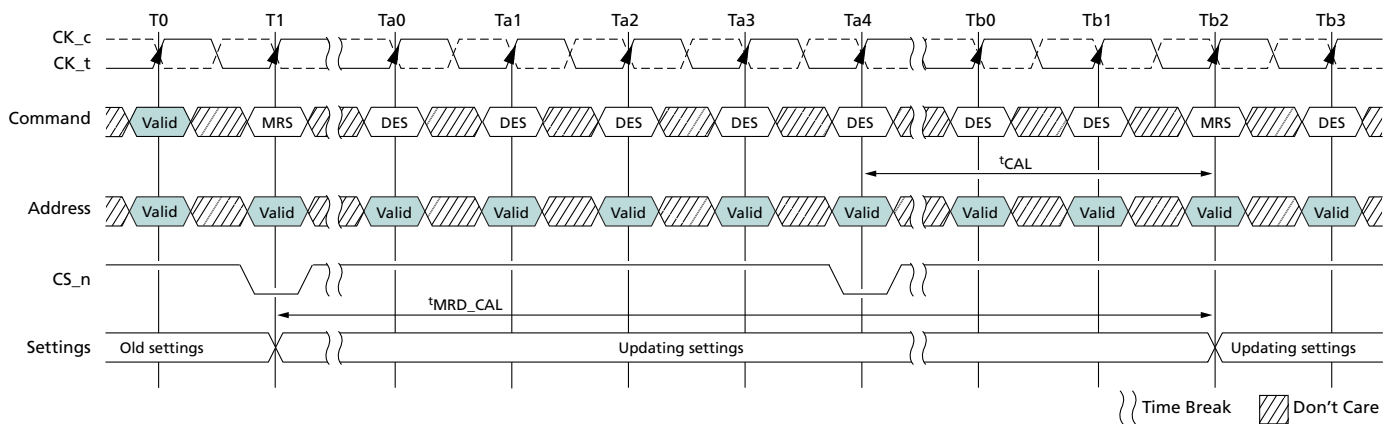 T0 T1 Ta0 Ta1 Ta2 Ta3 Ta4 Tb0 Tb1 Tb2 Tb3
CK_c
CK_t
Command Valid MRS DES DES DES DES DES DES DES MRS DES
tCAL
Address Valid Valid Valid Valid Valid Valid Valid Valid Valid Valid Valid
CS_n
tMRD_CAL
Settings Old settings Updating settings Updating settings
Time Break Don't Care